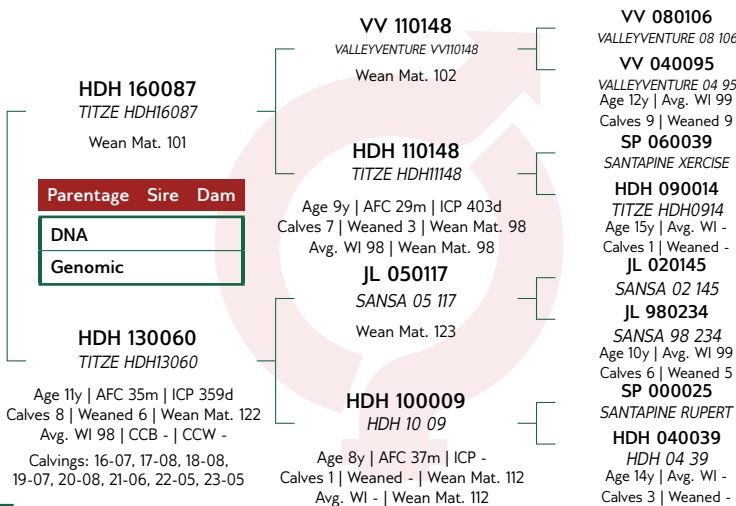 HDH 160087
TITZE HDH16087
Wean Mat. 101
Parentage Sire Dam
DNA
Genomic
HDH 130060
TITZE HDH13060
Age 11y | AFC 35m | ICP 359d
Calves 8 | Weaned 6 | Wean Mat. 122
Avg. WI 98 | CCB - | CCW -
Calvings: 16-07, 17-08, 18-08,
19-07, 20-08, 21-06, 22-05, 23-05
VV 110148
VALLEYVENTURE VV110148
Wean Mat. 102
HDH 110148
TITZE HDH11148
Age 9y | AFC 29m | ICP 403d
Calves 7 | Weaned 3 | Wean Mat. 98
Avg. WI 98 | Wean Mat. 98
JL 050117
SANSA 05 117
Wean Mat. 123
HDH 100009
HDH 10 09
Age 8y | AFC 37m | ICP -
Calves 1 | Weaned - | Wean Mat. 112
Avg. WI - | Wean Mat. 112
VV 080106
VALLEYVENTURE 08 106
VV 040095
VALLEYVENTURE 04 95
Age 12y | Avg. WI 99
Calves 9 | Weaned 9
SP 060039
SANTAPINE XERCISE
HDH 090014
TITZE HDH0914
Age 15y | Avg. WI -
Calves 1 | Weaned -
JL 020145
SANSA 02 145
JL 980234
SANSA 98 234
Age 10y | Avg. WI 99
Calves 6 | Weaned 5
SP 000025
SANTAPINE RUPERT
HDH 040039
HDH 04 39
Age 14y | Avg. WI -
Calves 3 | Weaned -